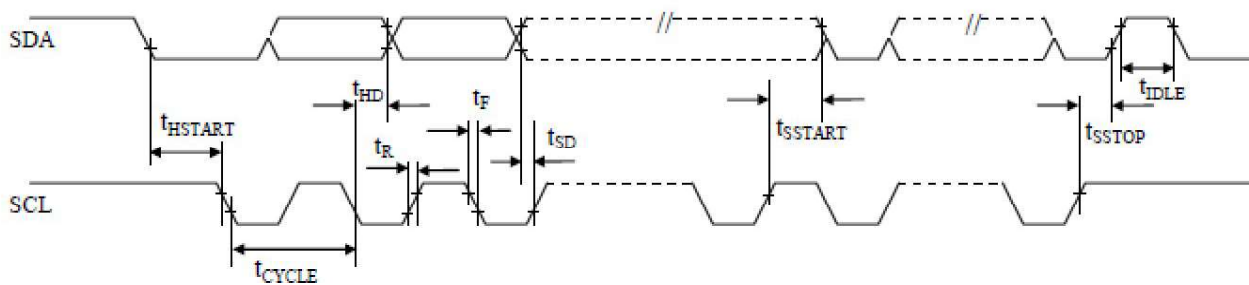 SDA
//
//
tHD
tF
tIDLE
tHSTART
tR
tSD
tSSTART
tSSTOP
SCL
tCYCLE